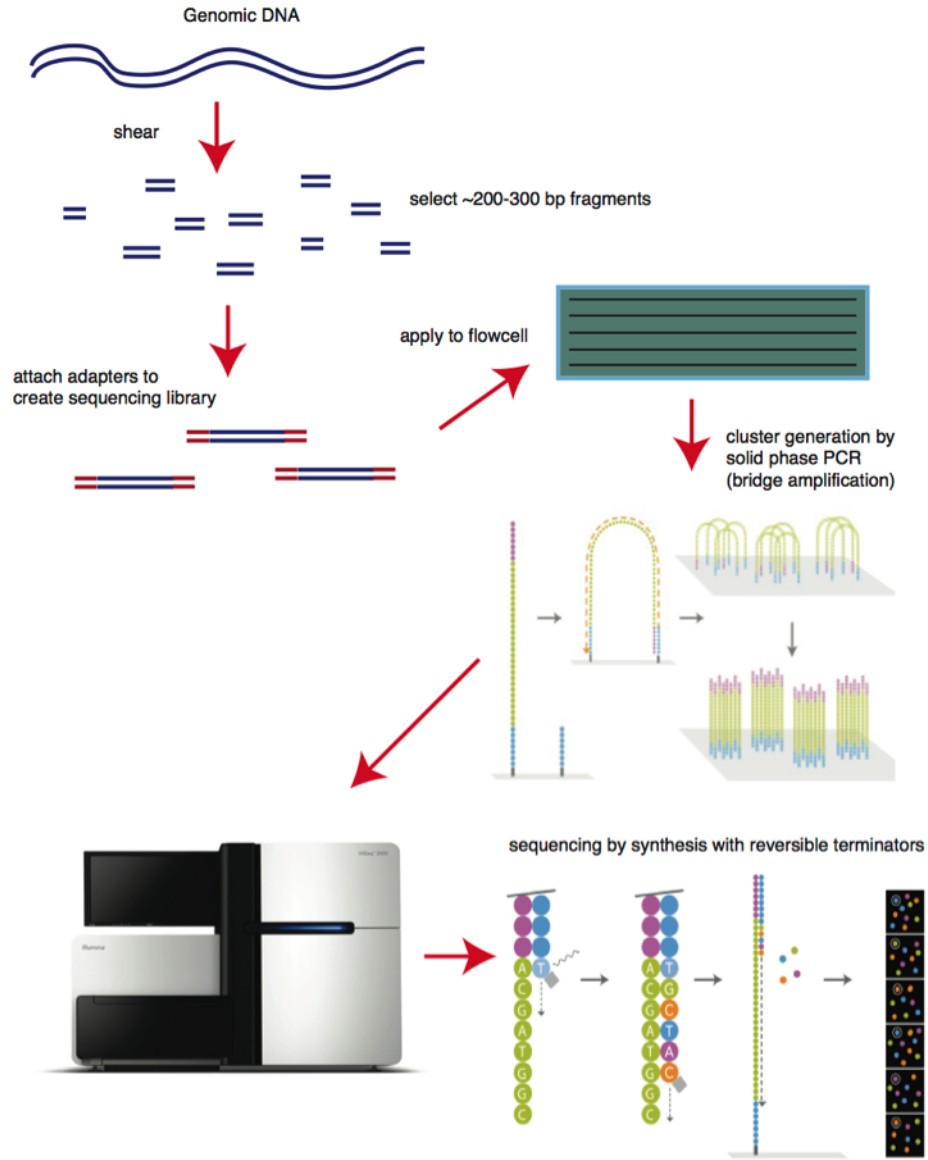 Genomic DNA
shear
select ~200-300 bp fragments
apply to flowcell
attach adapters to
create sequencing library
cluster generation by
solid phase PCR
(bridge amplification)
sequencing by synthesis with reversible terminators
illumina
A T
C
G
A
T
G
G
C
A T
C G
G C
A T
T A
G C
G
C